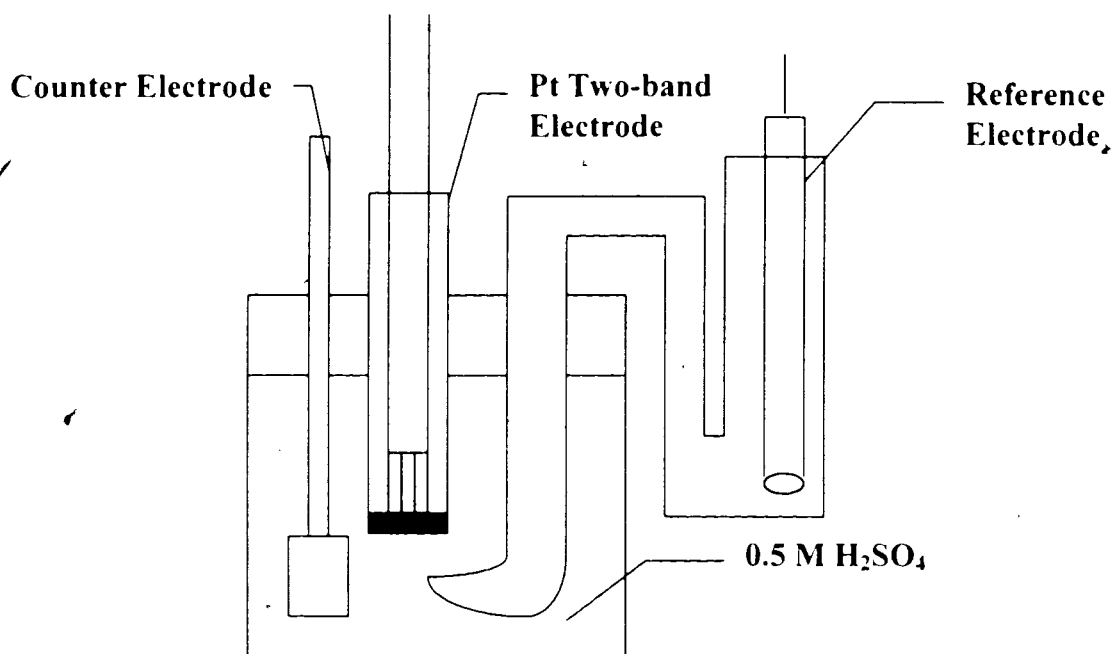 Counter Electrode
Pt Two-band
Electrode
Reference
Electrode
0.5 M H₂SO₄